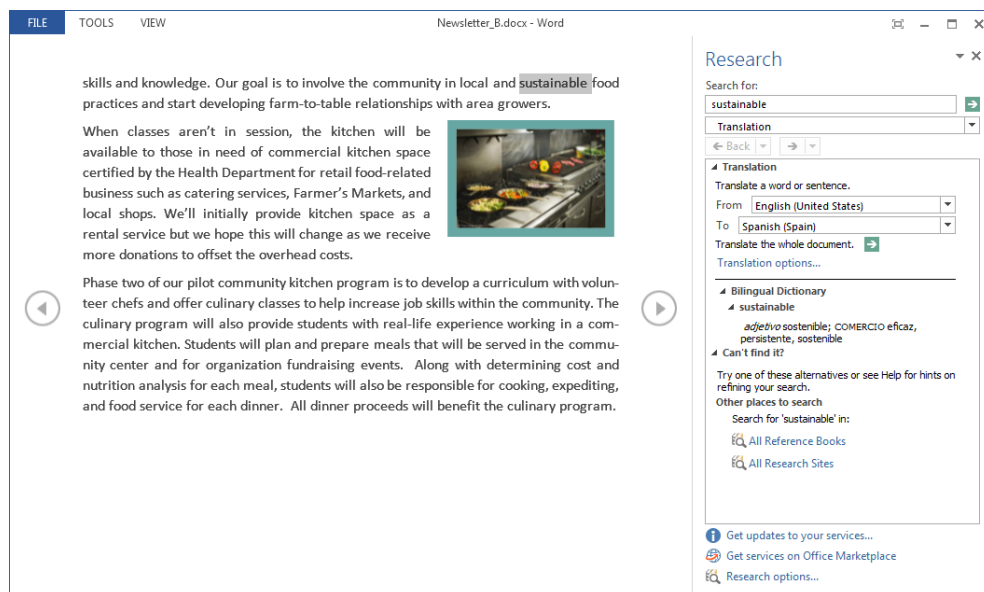 FILE TOOLS VIEW Newsletter_B.docx - Word
skills and knowledge. Our goal is to involve the community in local and sustainable food
practices and start developing farm-to-table relationships with area growers.
When classes aren't in session, the kitchen will be
available to those in need of commercial kitchen space
certified by the Health Department for retail food-related
business such as catering services, Farmer's Markets, and
local shops. We'll initially provide kitchen space as a
rental service but we hope this will change as we receive
more donations to offset the overhead costs.
Phase two of our pilot community kitchen program is to develop a curriculum with volun-
teer chefs and offer culinary classes to help increase job skills within the community. The
culinary program will also provide students with real-life experience working in a com-
mercial kitchen. Students will plan and prepare meals that will be served in the commu-
nity center and for organization fundraising events.  Along with determining cost and
nutrition analysis for each meal, students will also be responsible for cooking, expediting,
and food service for each dinner.  All dinner proceeds will benefit the culinary program.
Research
Search for:
sustainable
Translation
Back
Translation
Translate a word or sentence.
From English (United States)
To Spanish (Spain)
Translate the whole document.
Translation options...
Bilingual Dictionary
sustainable
adjetivo sostenible; COMERCIO eficaz,
persistente, sostenible
Can't find it?
Try one of these alternatives or see Help for hints on
refining your search.
Other places to search
Search for 'sustainable' in:
All Reference Books
All Research Sites
Get updates to your services...
Get services on Office Marketplace
Research options...